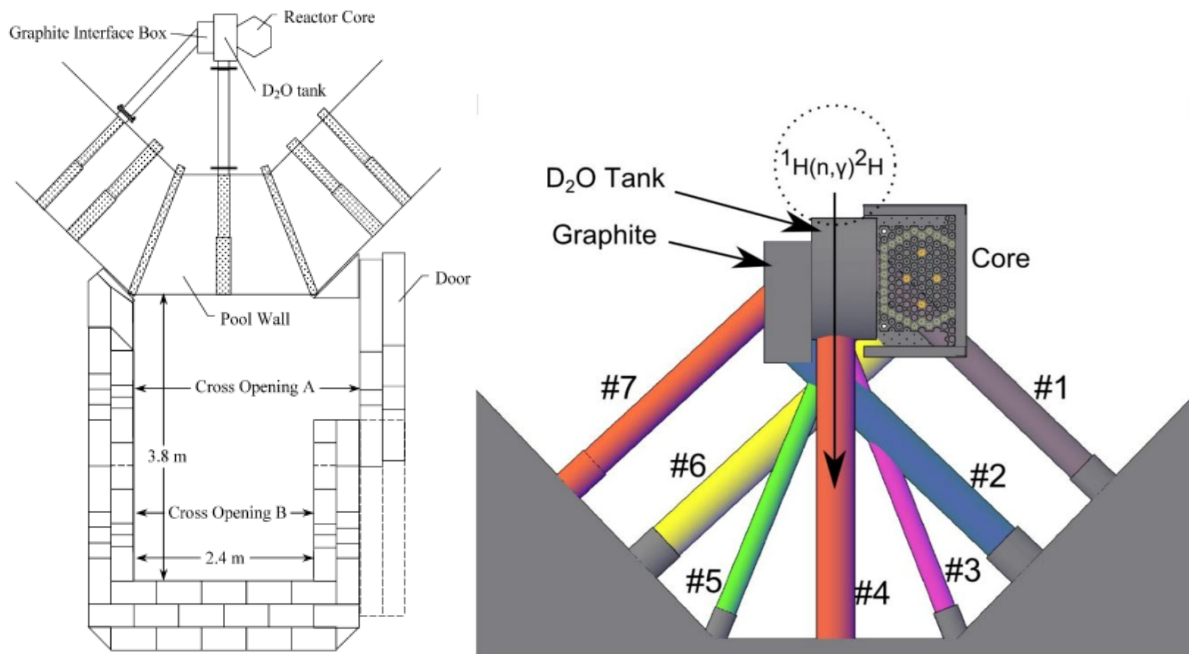 Reactor Core
Graphite Interface Box
D₂O tank
Door
Pool Wall
Cross Opening A
3.8 m
Cross Opening B
2.4 m
¹H(n,γ)²H
D₂O Tank
Graphite
Core
#7
#1
#6
#2
#5
#4
#3